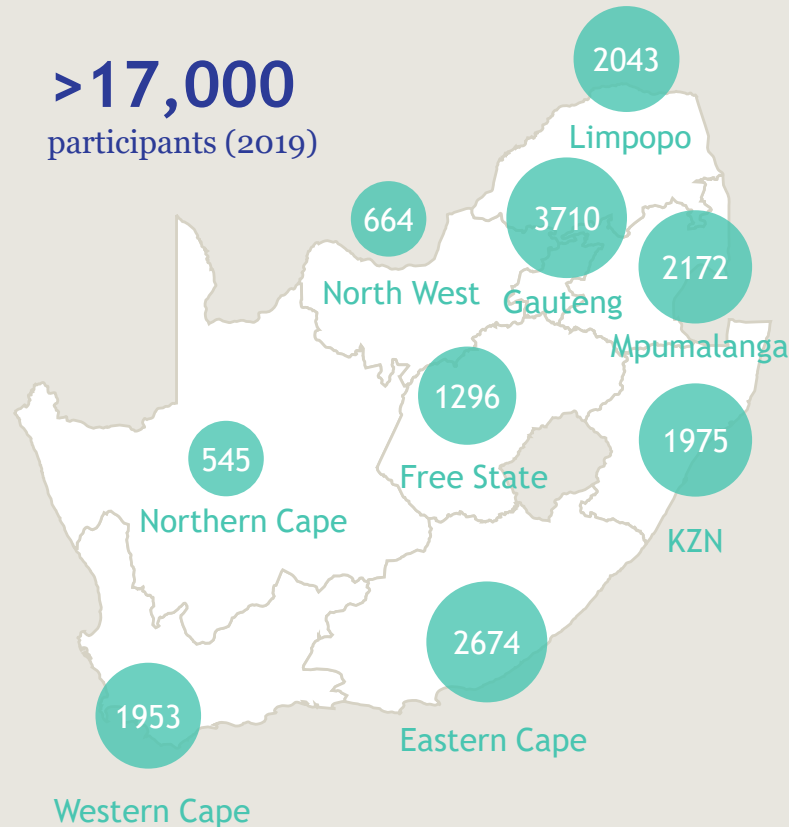 >17,000
participants (2019)
2043
Limpopo
664
North West
3710
Gauteng
2172
Mpumalanga
1296
Free State
1975
KZN
545
Northern Cape
2674
Eastern Cape
1953
Western Cape